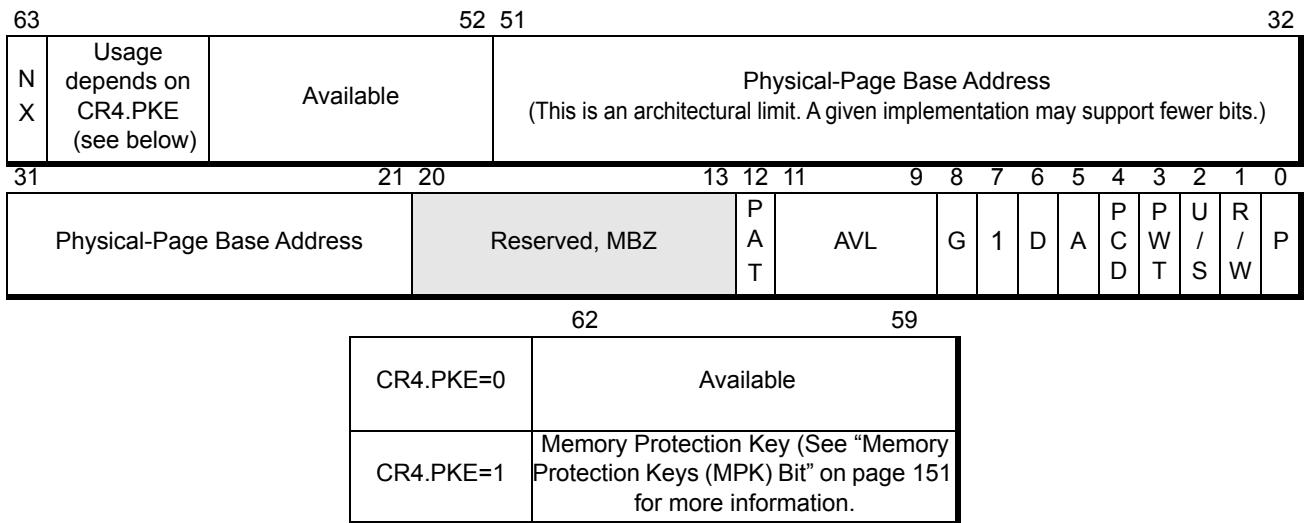 63 52 51 32
N
X
Usage
depends on
CR4.PKE
(see below)
Available
Physical-Page Base Address
(This is an architectural limit. A given implementation may support fewer bits.)
31 21 20 13 12 11 9 8 7 6 5 4 3 2 1 0
Physical-Page Base Address
Reserved, MBZ
P
A
T
AVL
G
1
D
A
P
C
D
P
W
T
U
/
S
R
/
W
P
62 59
CR4.PKE=0
Available
CR4.PKE=1
Memory Protection Key (See “Memory
Protection Keys (MPK) Bit” on page 151
for more information.